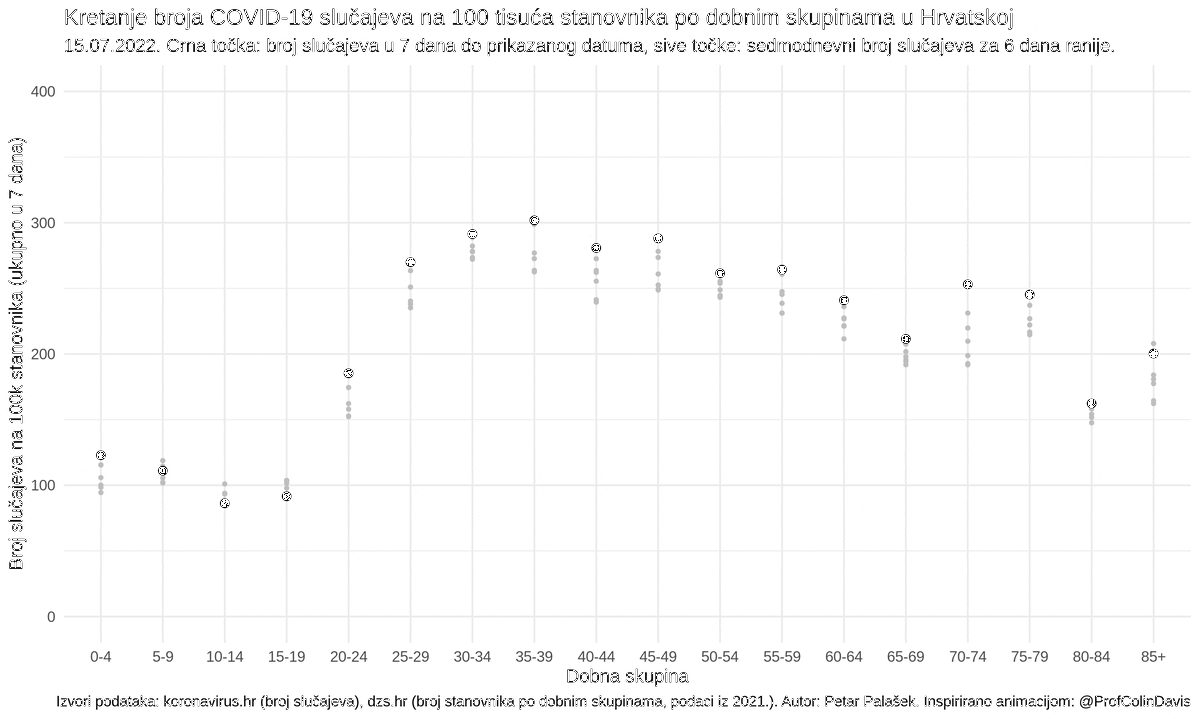 Kretanje broja COVID-19 slučajeva na 100 tisuća stanovnika po dobnim skupinama u Hrvatskoj
15.07.2022. Crna točka: broj slučajeva u 7 dana do prikazanog datuma, sive točke: sedmodnevni broj slučajeva za 6 dana ranije.
Broj slučajeva na 100k stanovnika (ukupno u 7 dana)
400
300
200
100
0
0-4 5-9 10-14 15-19 20-24 25-29 30-34 35-39 40-44 45-49 50-54 55-59 60-64 65-69 70-74 75-79 80-84 85+
Dobna skupina
Izvori podataka: koronavirus.hr (broj slučajeva), dzs.hr (broj stanovnika po dobnim skupinama, podaci iz 2021.). Autor: Petar Palašek. Inspirirano animacijom: @ProfColinDavis